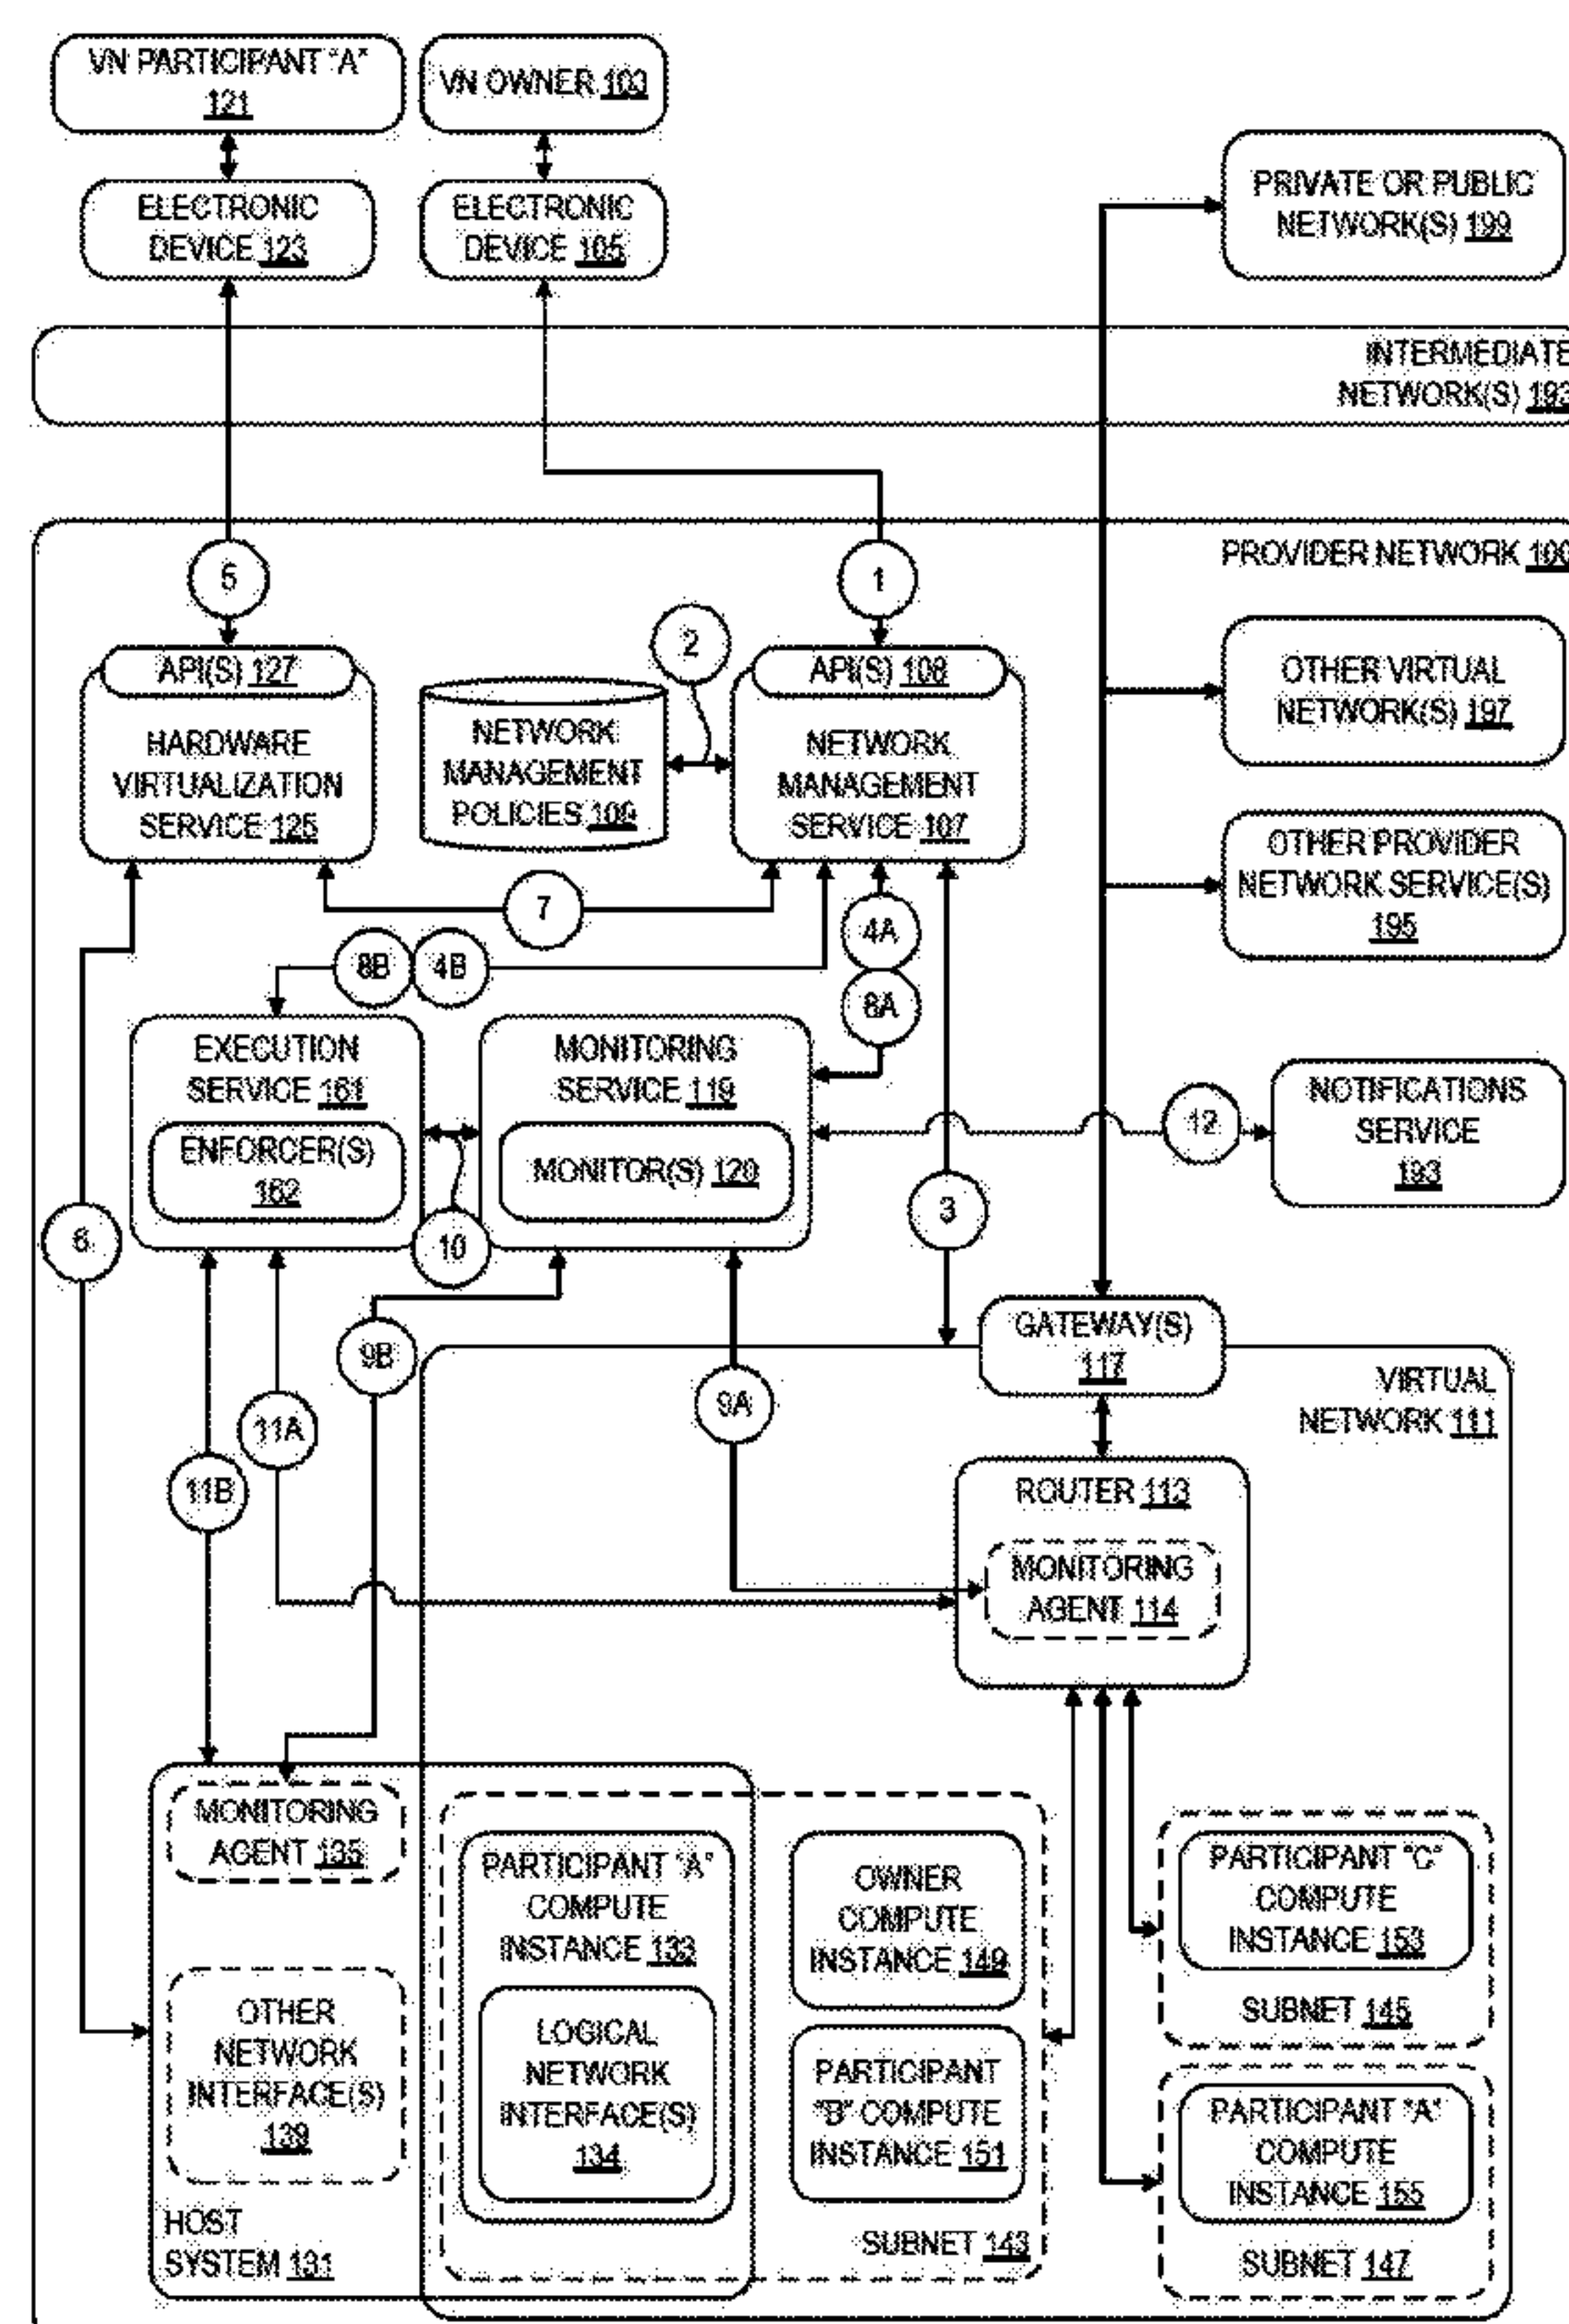 VN PARTICIPANT "A"
121
VN OWNER 103
ELECTRONIC
DEVICE 123
ELECTRONIC
DEVICE 105
PRIVATE OR PUBLIC
NETWORK(S) 199
INTERMEDIATE
NETWORK(S) 193
PROVIDER NETWORK 100
5
1
2
API(S) 127
HARDWARE
VIRTUALIZATION
SERVICE 125
NETWORK
MANAGEMENT
POLICIES 109
API(S) 108
NETWORK
MANAGEMENT
SERVICE 107
OTHER VIRTUAL
NETWORK(S) 197
OTHER PROVIDER
NETWORK SERVICE(S)
195
7
4A
8B
4B
8A
EXECUTION
SERVICE 161
ENFORCER(S)
162
MONITORING
SERVICE 119
MONITOR(S) 120
12
NOTIFICATIONS
SERVICE
193
6
10
3
GATEWAY(S)
117
9B
9A
11A
11B
VIRTUAL
NETWORK 111
ROUTER 113
MONITORING
AGENT 114
MONITORING
AGENT 135
OTHER
NETWORK
INTERFACE(S)
139
HOST
SYSTEM 131
PARTICIPANT "A"
COMPUTE
INSTANCE 133
LOGICAL
NETWORK
INTERFACE(S)
134
OWNER
COMPUTE
INSTANCE 149
PARTICIPANT
"B" COMPUTE
INSTANCE 151
SUBNET 143
PARTICIPANT "C"
COMPUTE
INSTANCE 153
SUBNET 145
PARTICIPANT "A"
COMPUTE
INSTANCE 155
SUBNET 147